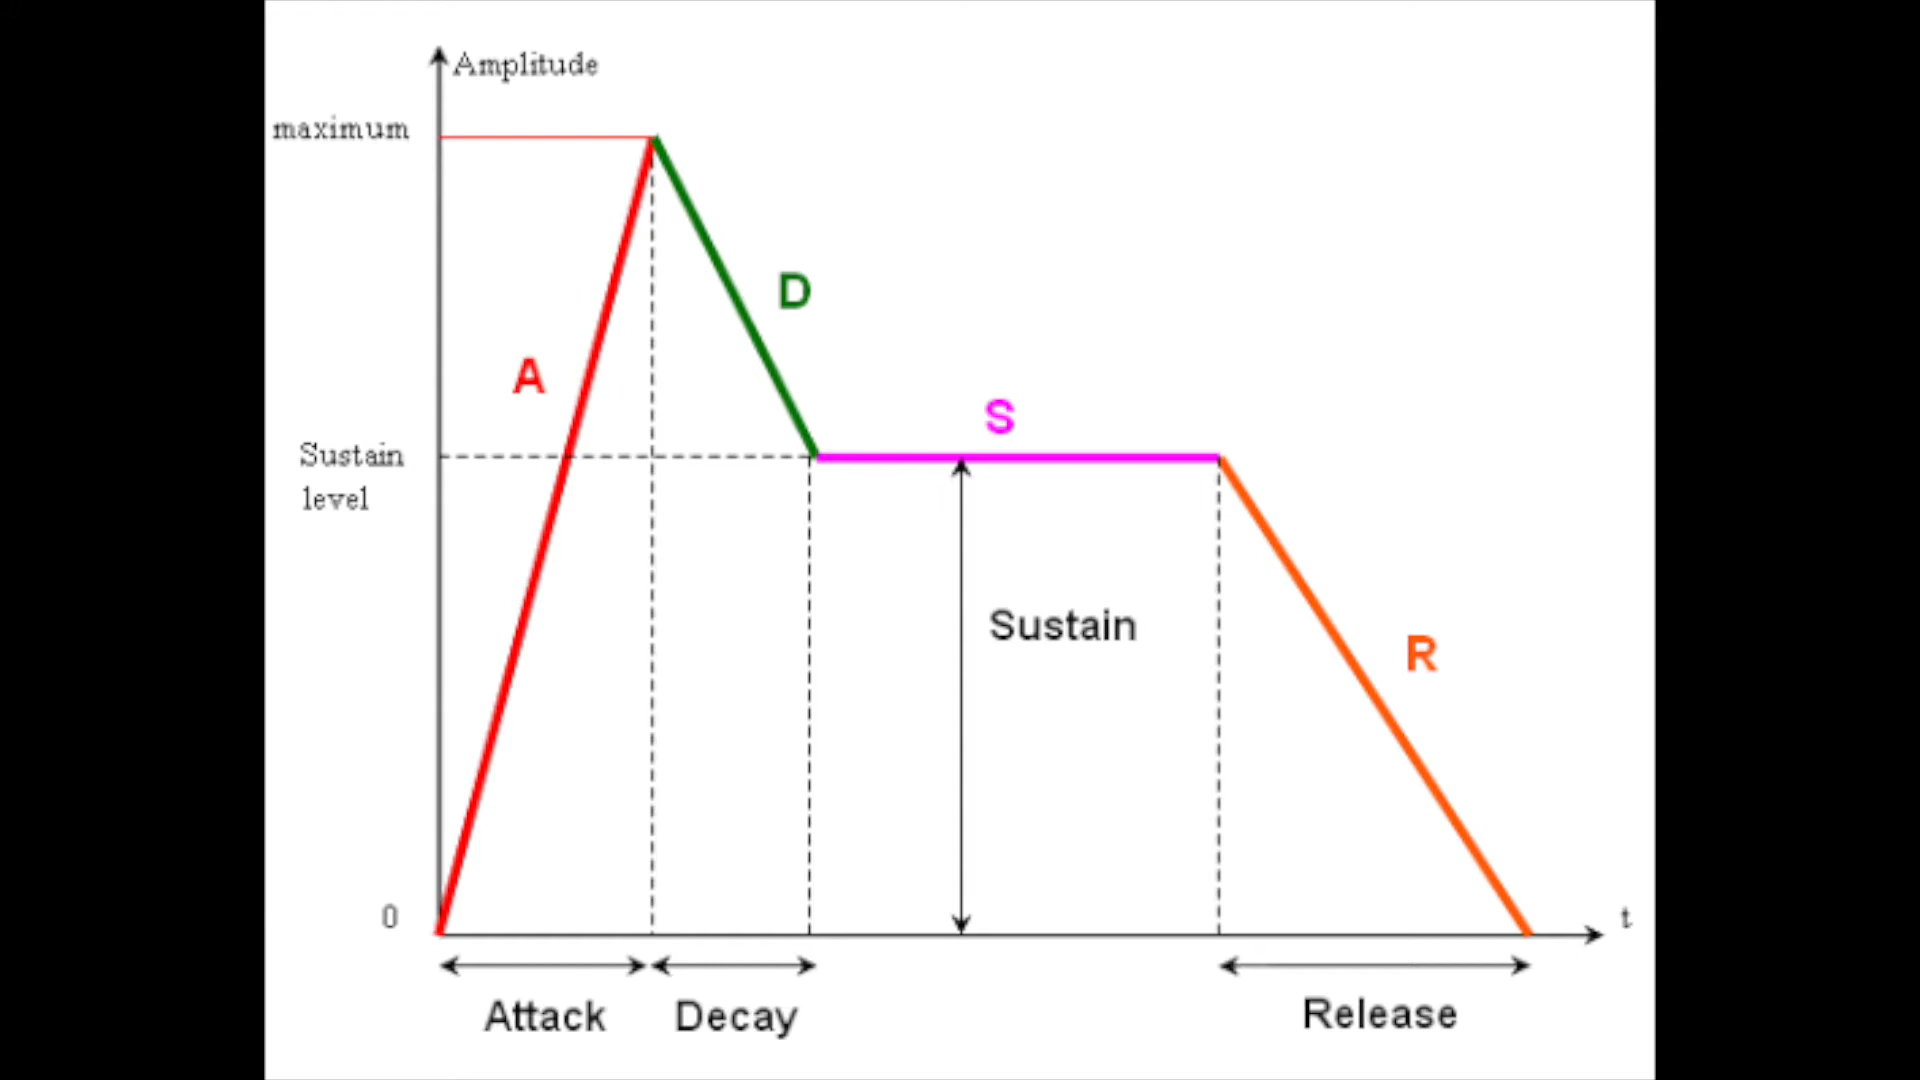 Amplitude
maximum
D
A
S
Sustain
level
Sustain
R
0
t
Attack
Decay
Release